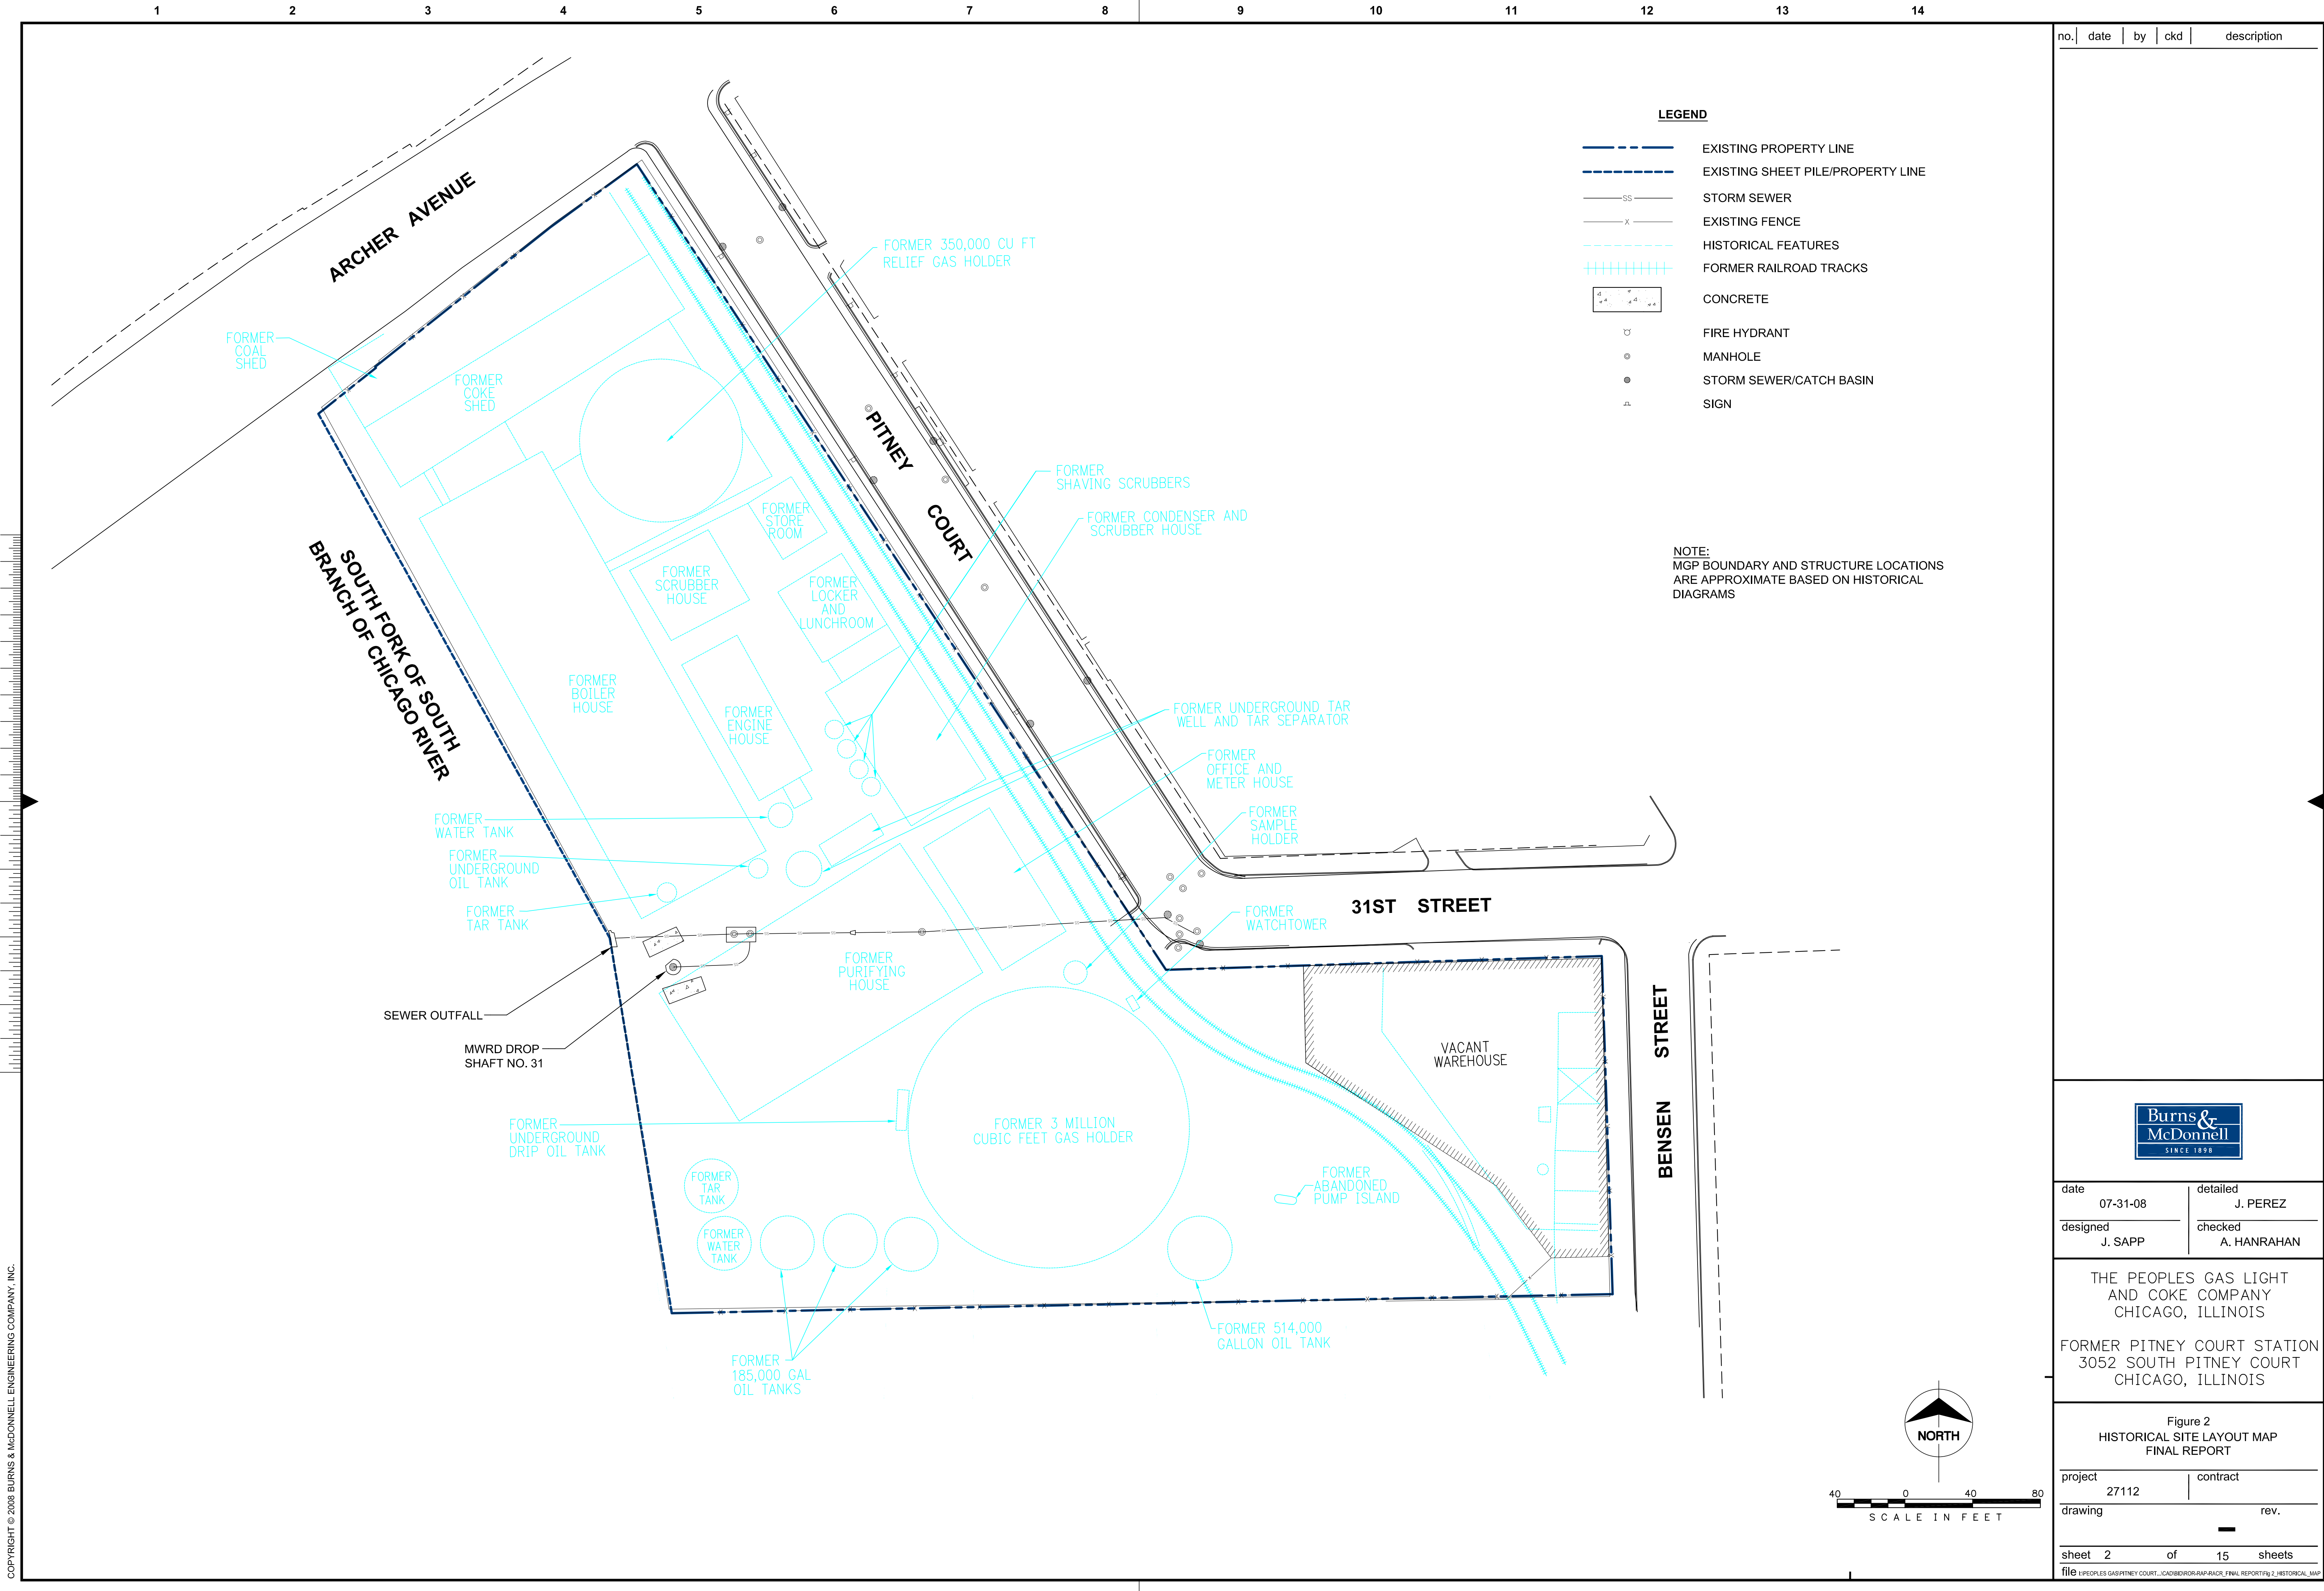 1 2 3 4 5 6 7 8 9 10 11 12 13 14
no. date by ckd description
ARCHER AVENUE
PITNEY COURT
SOUTH FORK OF SOUTH
BRANCH OF CHICAGO RIVER
31ST STREET
BENSEN STREET
LEGEND
EXISTING PROPERTY LINE
EXISTING SHEET PILE/PROPERTY LINE
SS STORM SEWER
X EXISTING FENCE
HISTORICAL FEATURES
FORMER RAILROAD TRACKS
CONCRETE
FIRE HYDRANT
MANHOLE
STORM SEWER/CATCH BASIN
SIGN
NOTE:
MGP BOUNDARY AND STRUCTURE LOCATIONS
ARE APPROXIMATE BASED ON HISTORICAL
DIAGRAMS
FORMER 350,000 CU FT
RELIEF GAS HOLDER
FORMER
COAL
SHED
FORMER
COKE
SHED
FORMER
SHAVING SCRUBBERS
FORMER
STORE
ROOM
FORMER CONDENSER AND
SCRUBBER HOUSE
FORMER
SCRUBBER
HOUSE
FORMER
LOCKER
AND
LUNCHROOM
FORMER
BOILER
HOUSE
FORMER
ENGINE
HOUSE
FORMER UNDERGROUND TAR
WELL AND TAR SEPARATOR
FORMER
OFFICE AND
METER HOUSE
FORMER
SAMPLE
HOLDER
FORMER
WATER TANK
FORMER
UNDERGROUND
OIL TANK
FORMER
TAR TANK
FORMER
WATCHTOWER
FORMER
PURIFYING
HOUSE
SEWER OUTFALL
MWRD DROP
SHAFT NO. 31
VACANT
WAREHOUSE
FORMER
UNDERGROUND
DRIP OIL TANK
FORMER 3 MILLION
CUBIC FEET GAS HOLDER
FORMER
TAR
TANK
FORMER
WATER
TANK
FORMER
ABANDONED
PUMP ISLAND
FORMER 514,000
GALLON OIL TANK
FORMER
185,000 GAL
OIL TANKS
NORTH
40 0 40 80
SCALE IN FEET
COPYRIGHT © 2008 BURNS & McDONNELL ENGINEERING COMPANY, INC.
Burns &
McDonnell
SINCE 1898
date detailed
07-31-08 J. PEREZ
designed checked
J. SAPP A. HANRAHAN
THE PEOPLES GAS LIGHT
AND COKE COMPANY
CHICAGO, ILLINOIS
FORMER PITNEY COURT STATION
3052 SOUTH PITNEY COURT
CHICAGO, ILLINOIS
Figure 2
HISTORICAL SITE LAYOUT MAP
FINAL REPORT
project contract
27112
drawing rev.
sheet 2 of 15 sheets
file